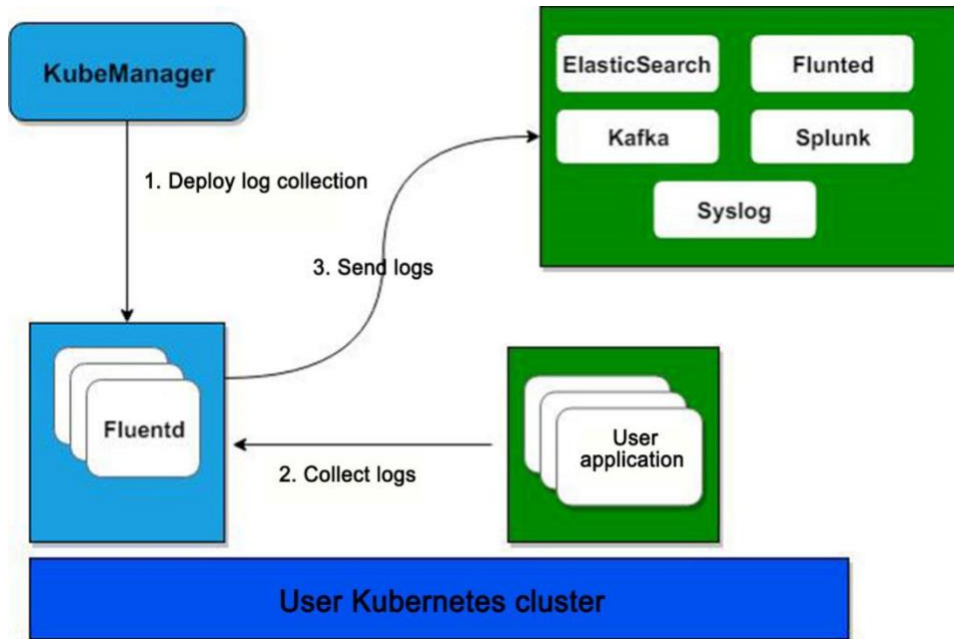 KubeManager
ElasticSearch
Flunted
Kafka
Splunk
Syslog
1. Deploy log collection
3. Send logs
Fluentd
User
application
2. Collect logs
User Kubernetes cluster